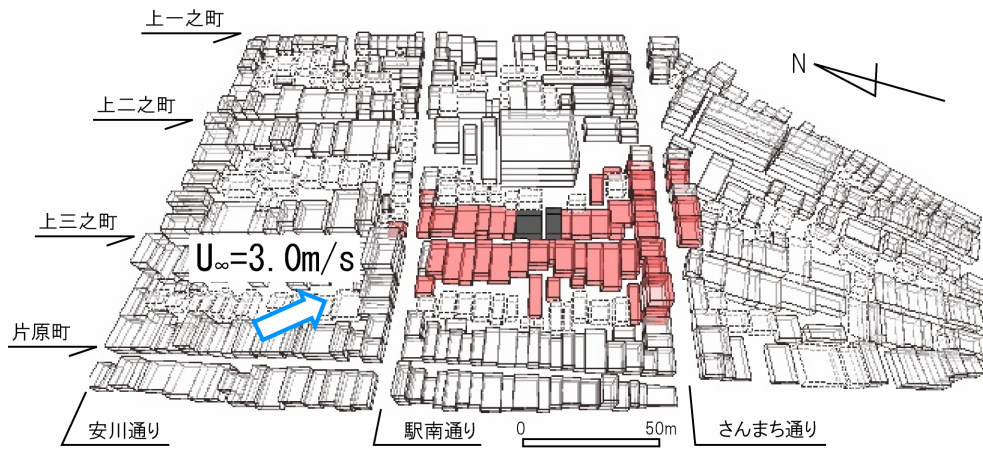 上一之町
N
上二之町
上三之町
U∞=3.0m/s
片原町
安川通り
駅南通り
0 50m
さんまち通り